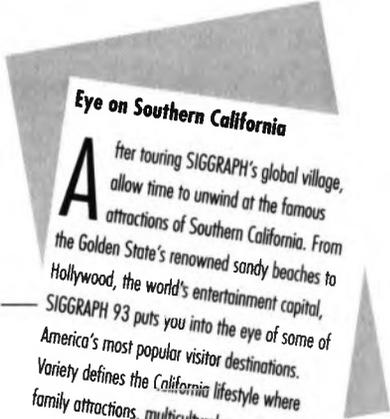 Eye on Southern California
After touring SIGGRAPH's global village,
allow time to unwind at the famous
attractions of Southern California. From
the Golden State's renowned sandy beaches to
Hollywood, the world's entertainment capital,
SIGGRAPH 93 puts you into the eye of some of
America's most popular visitor destinations.
Variety defines the California lifestyle where
family attractions,